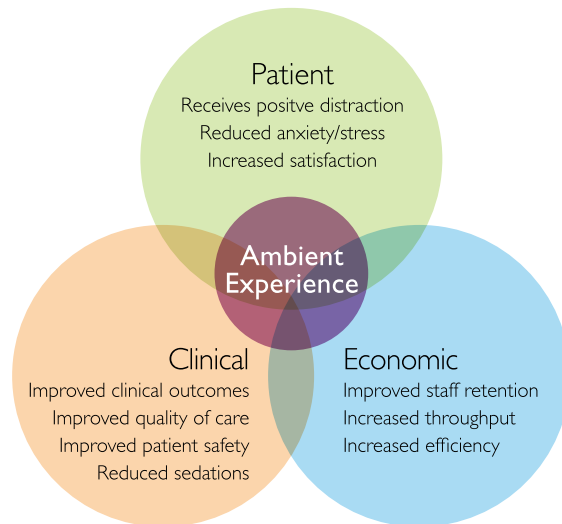 Patient
Receives positve distraction
Reduced anxiety/stress
Increased satisfaction
Ambient
Experience
Clinical
Improved clinical outcomes
Improved quality of care
Improved patient safety
Reduced sedations
Economic
Improved staff retention
Increased throughput
Increased efficiency